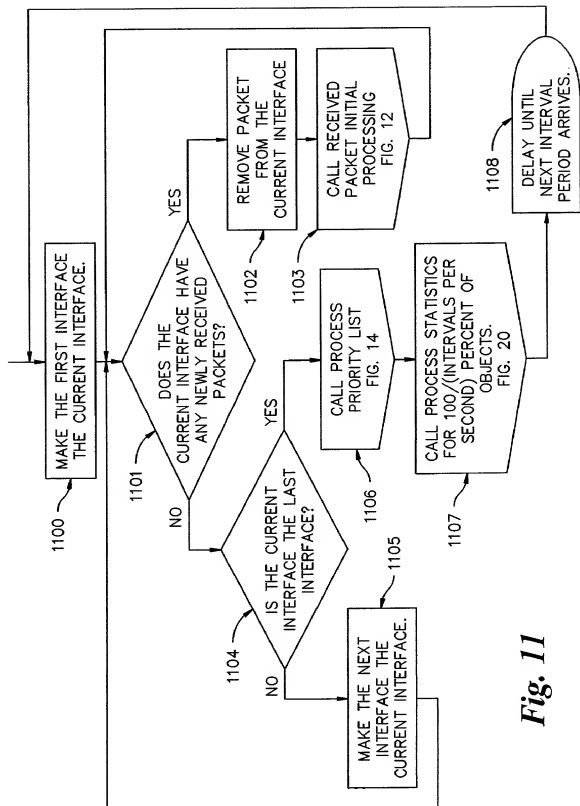 MAKE THE FIRST INTERFACE
THE CURRENT INTERFACE.
1100
DOES THE
CURRENT INTERFACE HAVE
ANY NEWLY RECEIVED
PACKETS?
1101
YES
NO
REMOVE PACKET
FROM THE
CURRENT INTERFACE
1102
CALL RECEIVED
PACKET INITIAL
PROCESSING
FIG. 12
1103
IS THE CURRENT
INTERFACE THE LAST
INTERFACE?
1104
YES
NO
MAKE THE NEXT
INTERFACE THE
CURRENT INTERFACE.
1105
CALL PROCESS
PRIORITY LIST
FIG. 14
1106
CALL PROCESS STATISTICS
FOR 100/(INTERVALS PER
SECOND) PERCENT OF
OBJECTS.
FIG. 20
1107
DELAY UNTIL
NEXT INTERVAL
PERIOD ARRIVES.
1108
Fig. 11